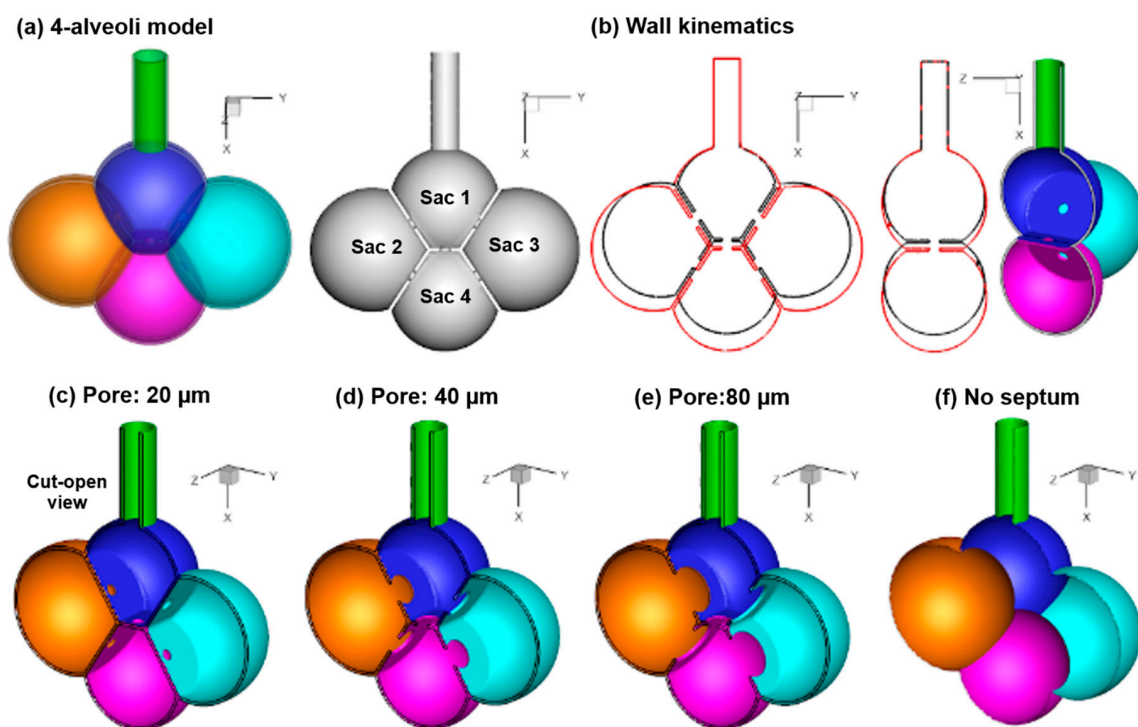 (a) 4-alveoli model
(b) Wall kinematics
Z
Y
X
Z
Y
X
Z
Y
X
Z
Y
X
Sac 1
Sac 2
Sac 3
Sac 4
(c) Pore: 20 µm
(d) Pore: 40 µm
(e) Pore:80 µm
(f) No septum
Cut-open
view
Z
Y
X
Z
Y
X
Z
Y
X
Z
Y
X